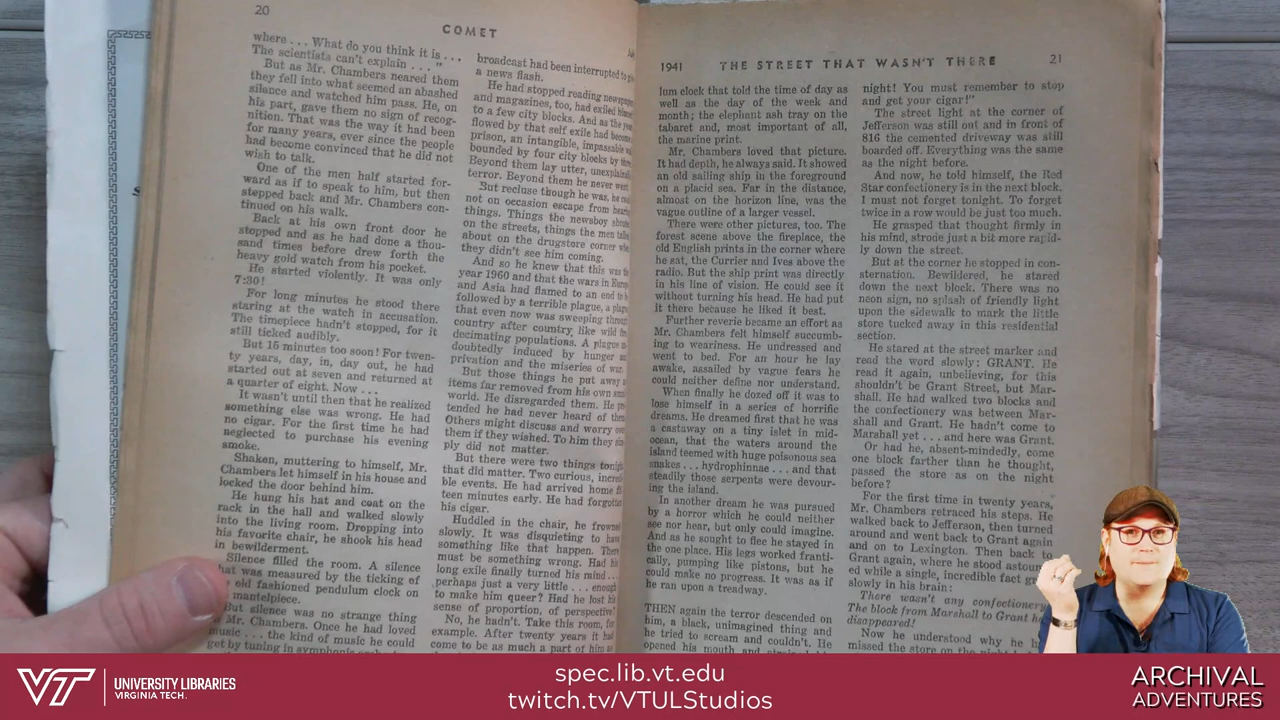 20
COMET
where . . . What do you think it is . . .
The scientists can't explain . . . ."
But as Mr. Chambers neared them
they fell into what seemed an abashed
silence and watched him pass. He, on
his part, gave them no sign of recog-
nition. That was the way it had been
for many years, ever since the people
had become convinced that he did not
wish to talk.
One of the men half started for-
ward as if to speak to him, but then
stepped back and Mr. Chambers con-
tinued on his walk.
Back at his own front door he
stopped and as he had done a thou-
sand times before drew forth the
heavy gold watch from his pocket.
He started violently. It was only
7:30!
For long minutes he stood there
staring at the watch in accusation.
The timepiece hadn't stopped, for it
still ticked audibly.
But 15 minutes too soon! For twen-
ty years, day in, day out, he had
started out at seven and returned at
a quarter of eight. Now . . .
It wasn't until then that he realized
something else was wrong. He had
no cigar. For the first time he had
neglected to purchase his evening
smoke.
Shaken, muttering to himself, Mr.
Chambers let himself in his house and
locked the door behind him.
He hung his hat and coat on the
rack in the hall and walked slowly
into the living room. Dropping into
his favorite chair, he shook his head
in bewilderment.
Silence filled the room. A silence
that was measured by the ticking of
old fashioned pendulum clock on
mantelpiece.
But silence was no strange thing
Mr. Chambers. Once he had loved
music . . . the kind of music he could
get by tuning in symphonic
broadcast had been interrupted to
a news flash.
He had stopped reading
and magazines, too, had exiled
to a few city blocks. And as the
flowed by that self exile had become
prison, an intangible, impassable
bounded by four city blocks by
Beyond them lay utter,
terror. Beyond them he never went.
But recluse though he was, he
not on occasion escape from
things. Things the newsboy
on the streets, things the men
about on the drugstore corner
they didn't see him coming.
And so he knew that this was
year 1960 and that the wars in
and Asia had flamed to an end
followed by a terrible plague, a
that even now was sweeping
country after country like wild
decimating populations. A plague
doubtedly induced by hunger
privation and the miseries of war.
But those things he put away
items far removed from his own
world. He disregarded them. He
tended he had never heard of
Others might discuss and worry
them if they wished. To him they
ply did not matter.
But there were two things
that did matter. Two curious,
ble events. He had arrived home
teen minutes early. He had forgotten
his cigar.
Huddled in the chair, he frowned
slowly. It was disquieting to have
something like that happen. There
must be something wrong. Had his
long exile finally turned his mind . . .
perhaps just a very little . . . enough
to make him queer? Had he lost his
sense of proportion, of perspective?
No, he hadn't. Take this room, for
example. After twenty years it had
come to be as much a part of him as
1941 THE STREET THAT WASN'T THERE 21
lum clock that told the time of day as
well as the day of the week and
month; the elephant ash tray on the
tabaret and, most important of all,
the marine print.
Mr. Chambers loved that picture.
It had depth, he always said. It showed
an old sailing ship in the foreground
on a placid sea. Far in the distance,
almost on the horizon line, was the
vague outline of a larger vessel.
There were other pictures, too. The
forest scene above the fireplace, the
old English prints in the corner where
he sat, the Currier and Ives above the
radio. But the ship print was directly
in his line of vision. He could see it
without turning his head. He had put
it there because he liked it best.
Further reverie became an effort as
Mr. Chambers felt himself succumb-
ing to weariness. He undressed and
went to bed. For an hour he lay
awake, assailed by vague fears he
could neither define nor understand.
When finally he dozed off it was to
lose himself in a series of horrific
dreams. He dreamed first that he was
a castaway on a tiny islet in mid-
ocean, that the waters around the
island teemed with huge poisonous sea
snakes . . . hydrophinnae . . . and that
steadily those serpents were devour-
ing the island.
In another dream he was pursued
by a horror which he could neither
see nor hear, but only could imagine.
And as he sought to flee he stayed in
the one place. His legs worked franti-
cally, pumping like pistons, but he
could make no progress. It was as if
he ran upon a treadway.
THEN again the terror descended on
him, a black, unimagined thing and
he tried to scream and couldn't. He
opened his mouth and strained his
night! You must remember to stop
and get your cigar!"
The street light at the corner of
Jefferson was still out and in front of
816 the cemented driveway was still
boarded off. Everything was the same
as the night before.
And now, he told himself, the Red
Star confectionery is in the next block.
I must not forget tonight. To forget
twice in a row would be just too much.
He grasped that thought firmly in
his mind, strode just a bit more rapid-
ly down the street.
But at the corner he stopped in con-
sternation. Bewildered, he stared
down the next block. There was no
neon sign, no splash of friendly light
upon the sidewalk to mark the little
store tucked away in this residential
section.
He stared at the street marker and
read the word slowly: GRANT. He
read it again, unbelieving, for this
shouldn't be Grant Street, but Mar-
shall. He had walked two blocks and
the confectionery was between Mar-
shall and Grant. He hadn't come to
Marshall yet . . . and here was Grant.
Or had he, absent-mindedly, come
one block farther than he thought,
passed the store as on the night
before?
For the first time in twenty years,
Mr. Chambers retraced his steps. He
walked back to Jefferson, then turned
around and went back to Grant again
and on to Lexington. Then back to
Grant again, where he stood astound-
ed while a single, incredible fact grew
slowly in his brain:
There wasn't any confectionery!
The block from Marshall to Grant had
disappeared!
Now he understood why he had
missed the store on the night
VT UNIVERSITY LIBRARIES
VIRGINIA TECH.
spec.lib.vt.edu
twitch.tv/VTULStudios
ARCHIVAL
ADVENTURES